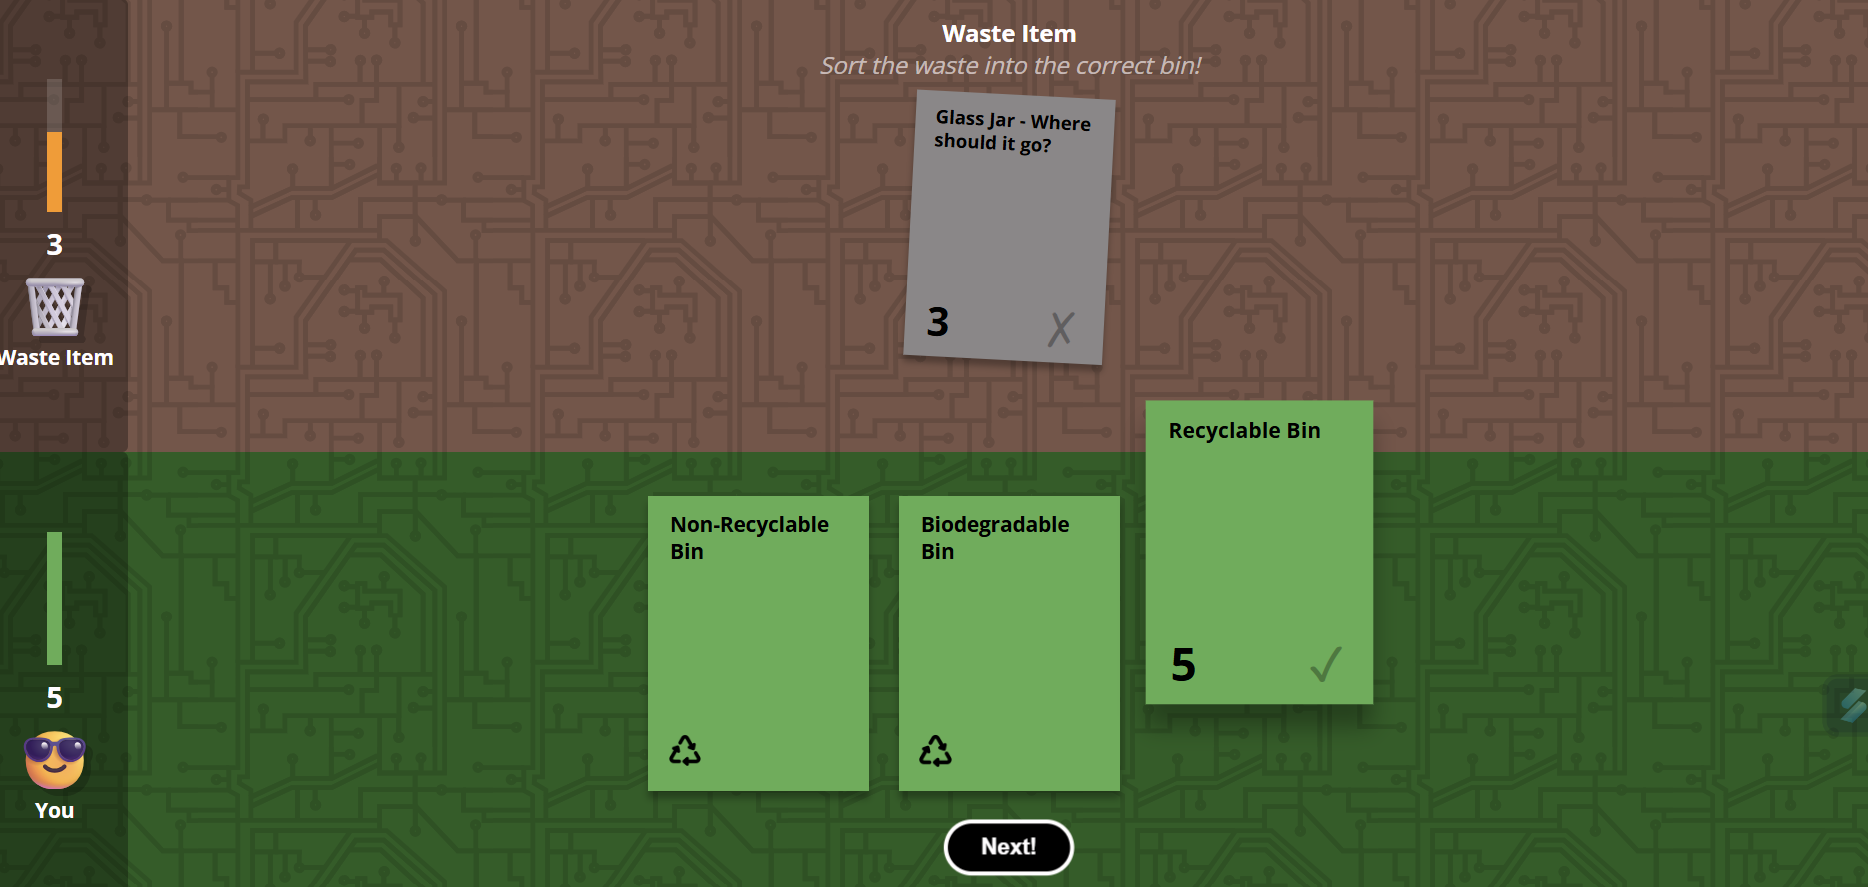 Waste Item
Sort the waste into the correct bin!
Glass Jar - Where
should it go?
3
✗
3
Waste Item
Recyclable Bin
5
✓
Non-Recyclable
Bin
Biodegradable
Bin
5
You
Next!